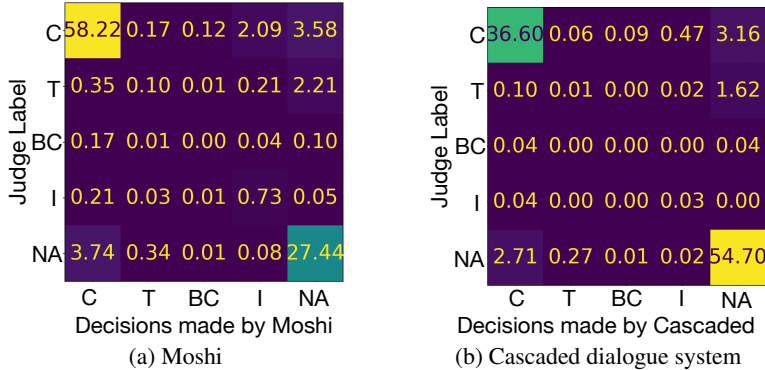 C 58.22 0.17 0.12 2.09 3.58
T 0.35 0.10 0.01 0.21 2.21
BC 0.17 0.01 0.00 0.04 0.10
I 0.21 0.03 0.01 0.73 0.05
NA 3.74 0.34 0.01 0.08 27.44
C T BC I NA
Judge Label
Decisions made by Moshi
(a) Moshi
C 36.60 0.06 0.09 0.47 3.16
T 0.10 0.01 0.00 0.02 1.62
BC 0.04 0.00 0.00 0.00 0.04
I 0.04 0.00 0.00 0.03 0.00
NA 2.71 0.27 0.01 0.02 54.70
C T BC I NA
Judge Label
Decisions made by Cascaded
(b) Cascaded dialogue system